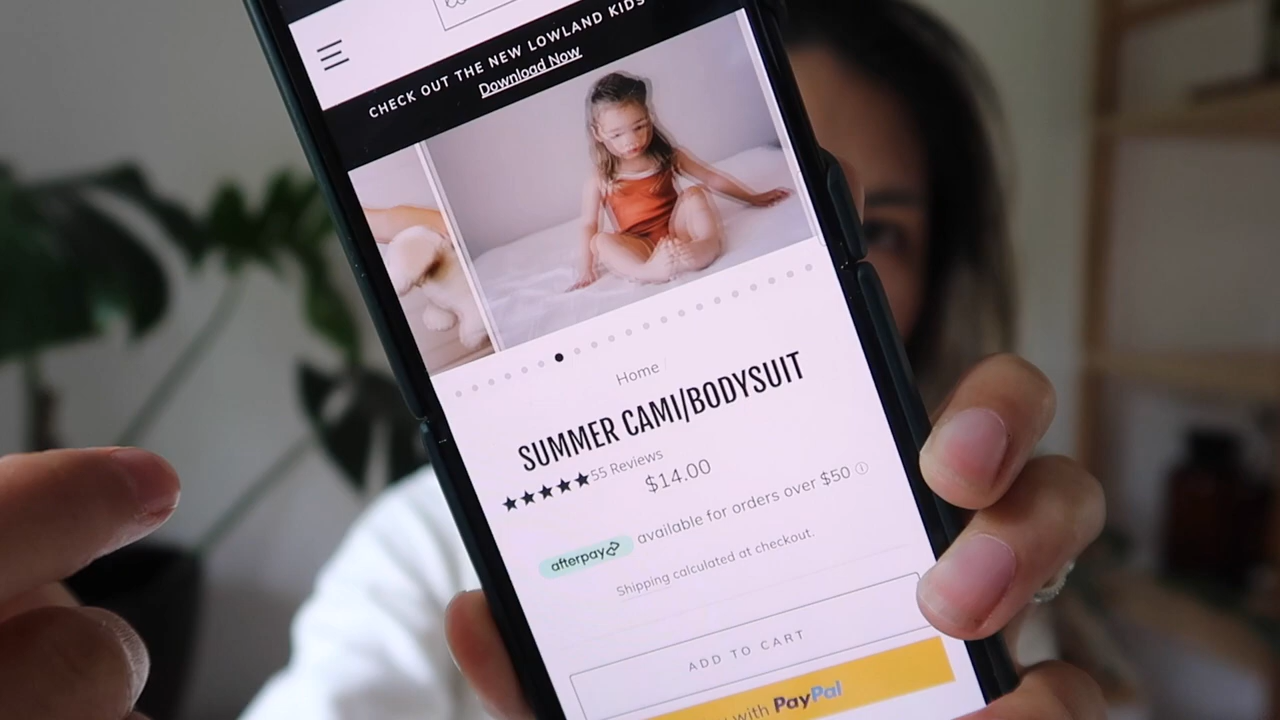 CHECK OUT THE NEW LOWLAND KIDS
Download Now
Home
SUMMER CAMI/BODYSUIT
★★★★★ 55 Reviews
$14.00
afterpay available for orders over $50 ⓘ
Shipping calculated at checkout.
ADD TO CART
with PayPal